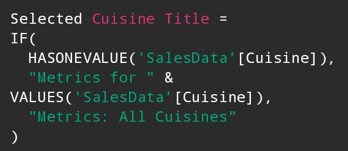 Selected Cuisine Title =
IF(
  HASONEVALUE('SalesData'[Cuisine]),
  "Metrics for " &
VALUES('SalesData'[Cuisine]),
  "Metrics: All Cuisines"
)